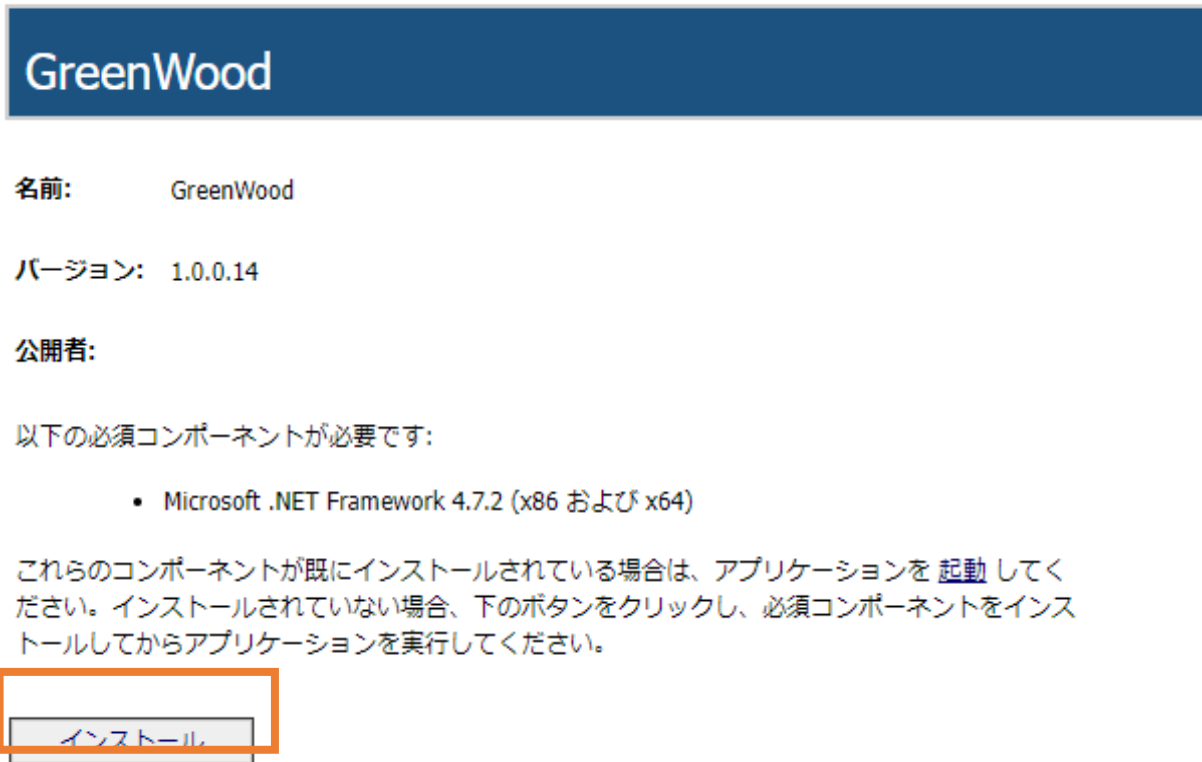 GreenWood
名前: GreenWood
バージョン: 1.0.0.14
公開者:
以下の必須コンポーネントが必要です:
• Microsoft .NET Framework 4.7.2 (x86 および x64)
これらのコンポーネントが既にインストールされている場合は、アプリケーションを 起動 してく
ださい。インストールされていない場合、下のボタンをクリックし、必須コンポーネントをインス
トールしてからアプリケーションを実行してください。
インストール